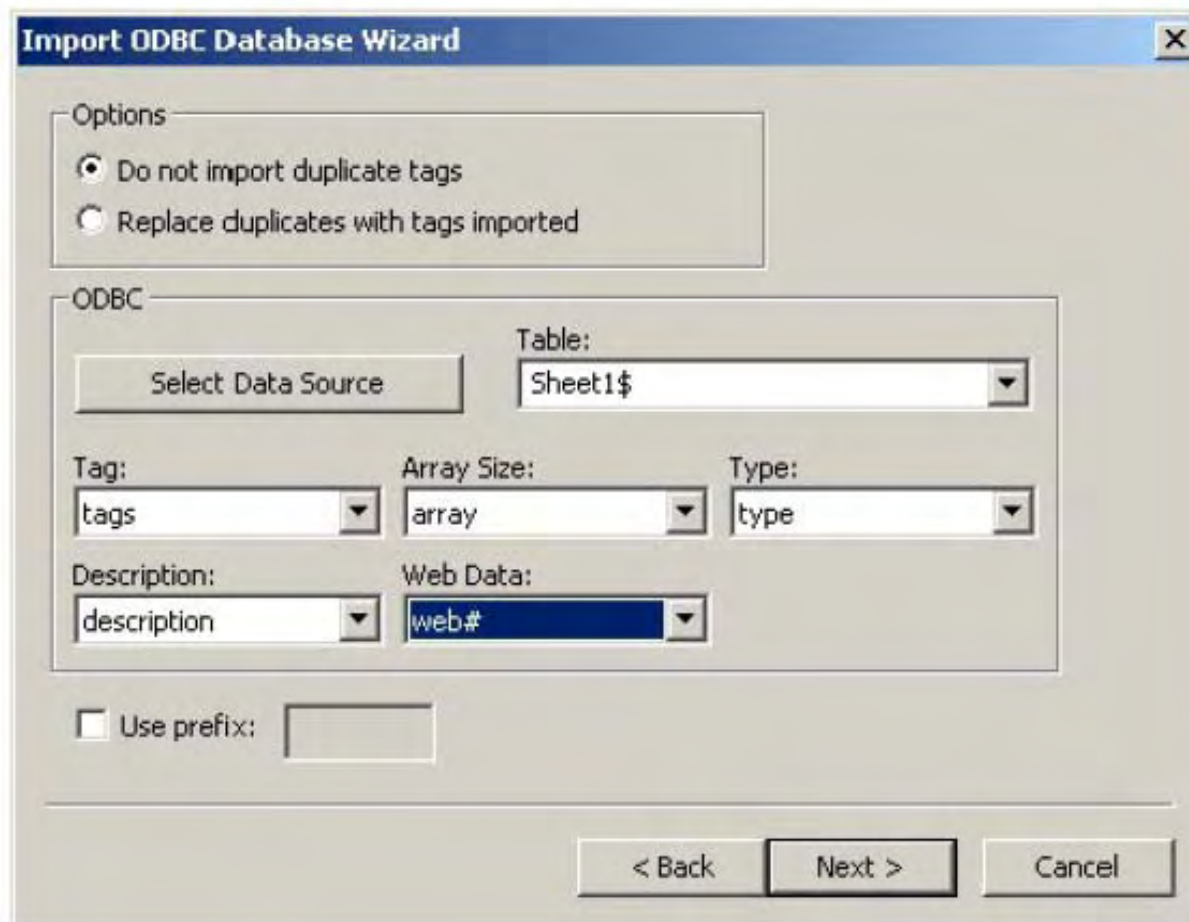 Import ODBC Database Wizard
Options
Do not import duplicate tags
Replace duplicates with tags imported
ODBC
Table:
Select Data Source
Sheet1$
Tag: Array Size: Type:
tags array type
Description: Web Data:
description web#
Use prefix:
< Back Next > Cancel